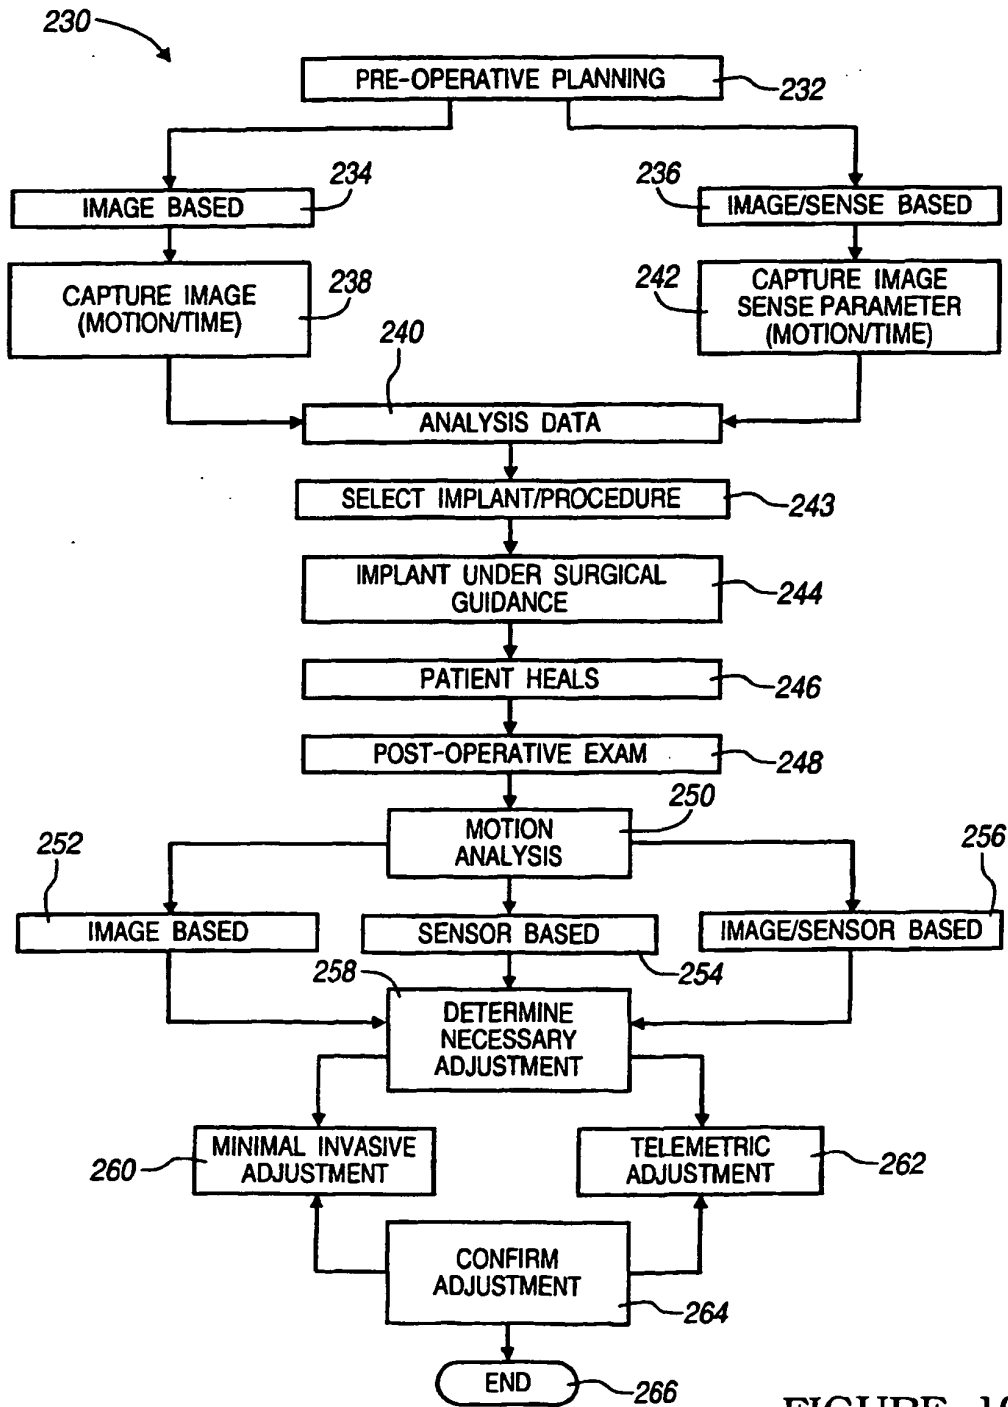 230
PRE-OPERATIVE PLANNING
232
234
236
IMAGE BASED
IMAGE/SENSE BASED
CAPTURE IMAGE
(MOTION/TIME)
238
242
CAPTURE IMAGE
SENSE PARAMETER
(MOTION/TIME)
240
ANALYSIS DATA
SELECT IMPLANT/PROCEDURE
243
IMPLANT UNDER SURGICAL
GUIDANCE
244
PATIENT HEALS
246
POST-OPERATIVE EXAM
248
250
MOTION
ANALYSIS
252
256
IMAGE BASED
SENSOR BASED
IMAGE/SENSOR BASED
254
258
DETERMINE
NECESSARY
ADJUSTMENT
260
MINIMAL INVASIVE
ADJUSTMENT
TELEMETRIC
ADJUSTMENT
262
CONFIRM
ADJUSTMENT
264
END
266
FIGURE